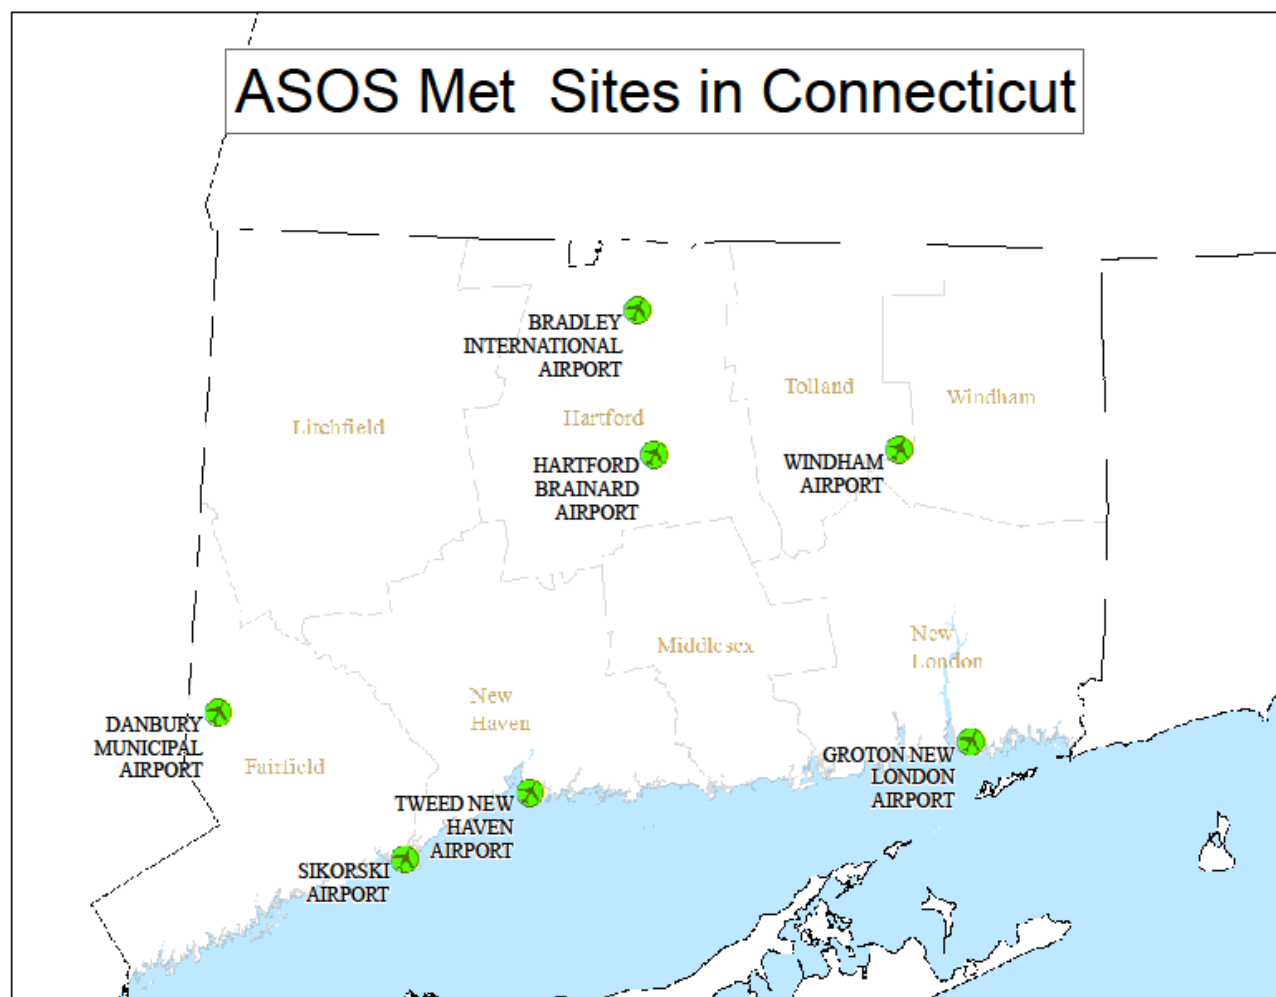 ASOS Met  Sites in Connecticut
BRADLEY
INTERNATIONAL
AIRPORT
Tolland
Windham
Litchfield
Hartford
HARTFORD
BRAINARD
AIRPORT
WINDHAM
AIRPORT
Middlesex
New
London
New
Haven
DANBURY
MUNICIPAL
AIRPORT
Fairfield
GROTON NEW
LONDON
AIRPORT
TWEED NEW
HAVEN
AIRPORT
SIKORSKI
AIRPORT